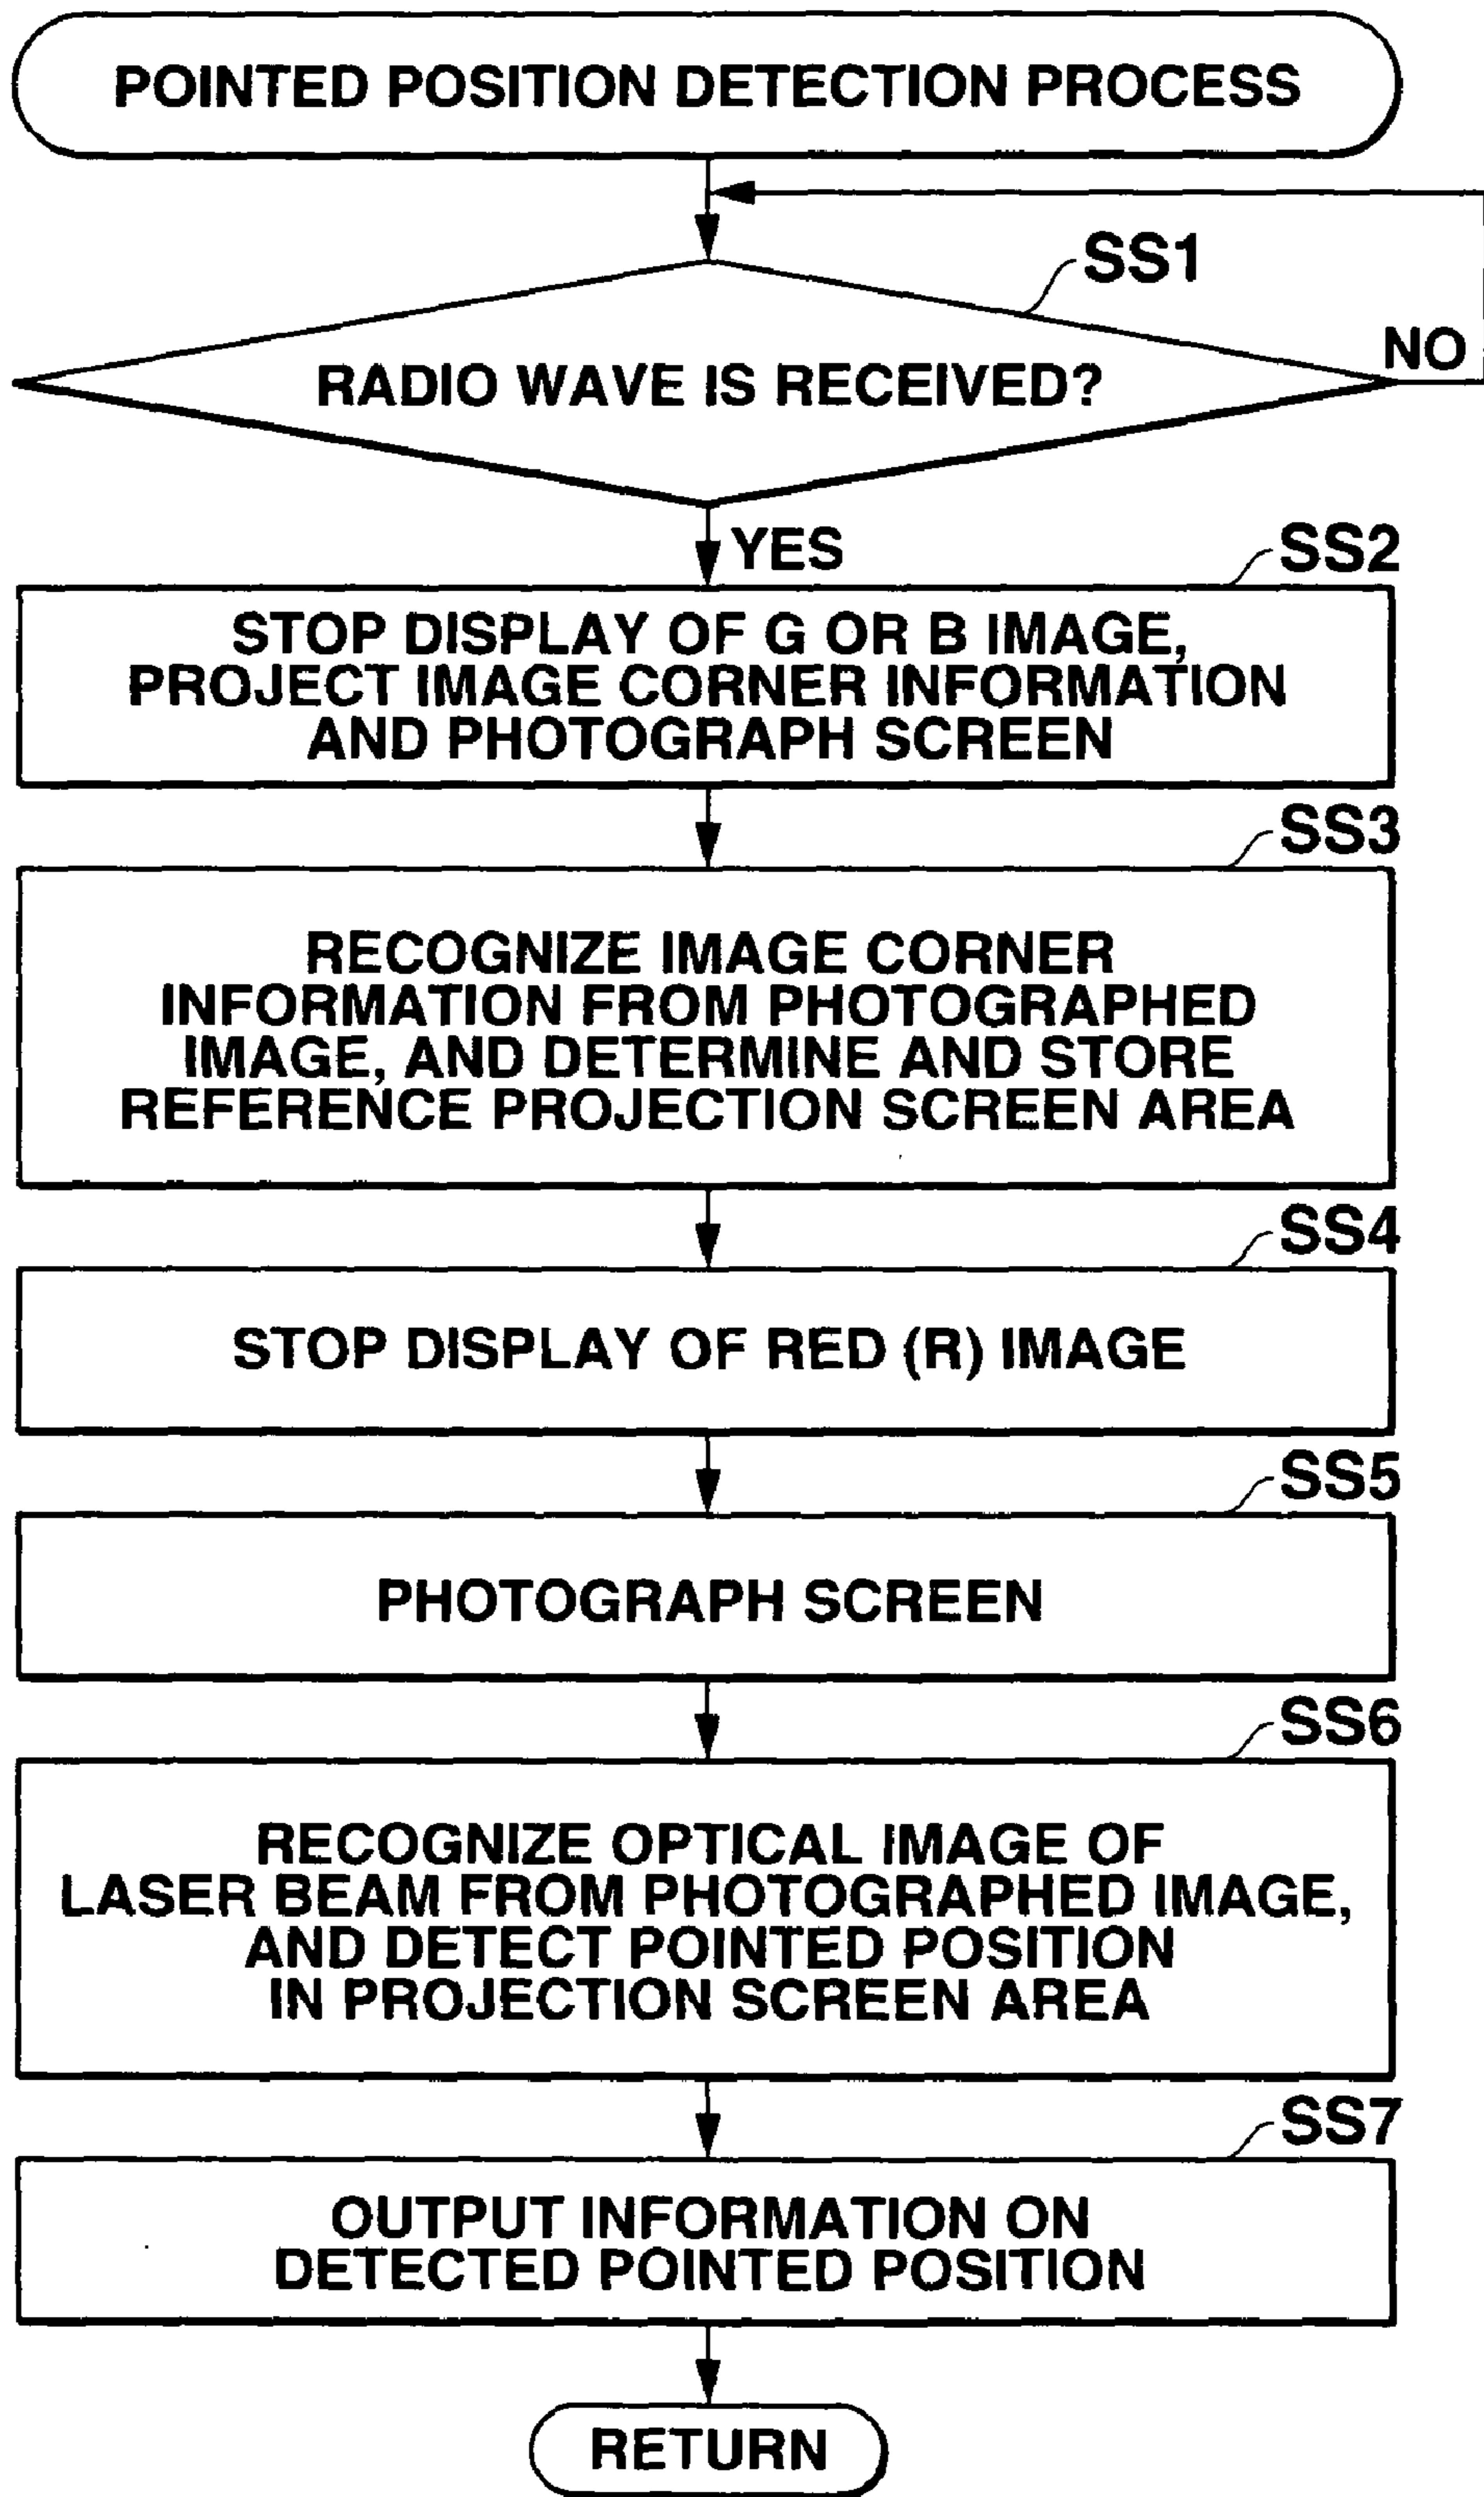 POINTED POSITION DETECTION PROCESS
SS1
RADIO WAVE IS RECEIVED?
NO
YES
SS2
STOP DISPLAY OF G OR B IMAGE,
PROJECT IMAGE CORNER INFORMATION
AND PHOTOGRAPH SCREEN
SS3
RECOGNIZE IMAGE CORNER
INFORMATION FROM PHOTOGRAPHED
IMAGE, AND DETERMINE AND STORE
REFERENCE PROJECTION SCREEN AREA
SS4
STOP DISPLAY OF RED (R) IMAGE
SS5
PHOTOGRAPH SCREEN
SS6
RECOGNIZE OPTICAL IMAGE OF
LASER BEAM FROM PHOTOGRAPHED IMAGE,
AND DETECT POINTED POSITION
IN PROJECTION SCREEN AREA
SS7
OUTPUT INFORMATION ON
DETECTED POINTED POSITION
RETURN